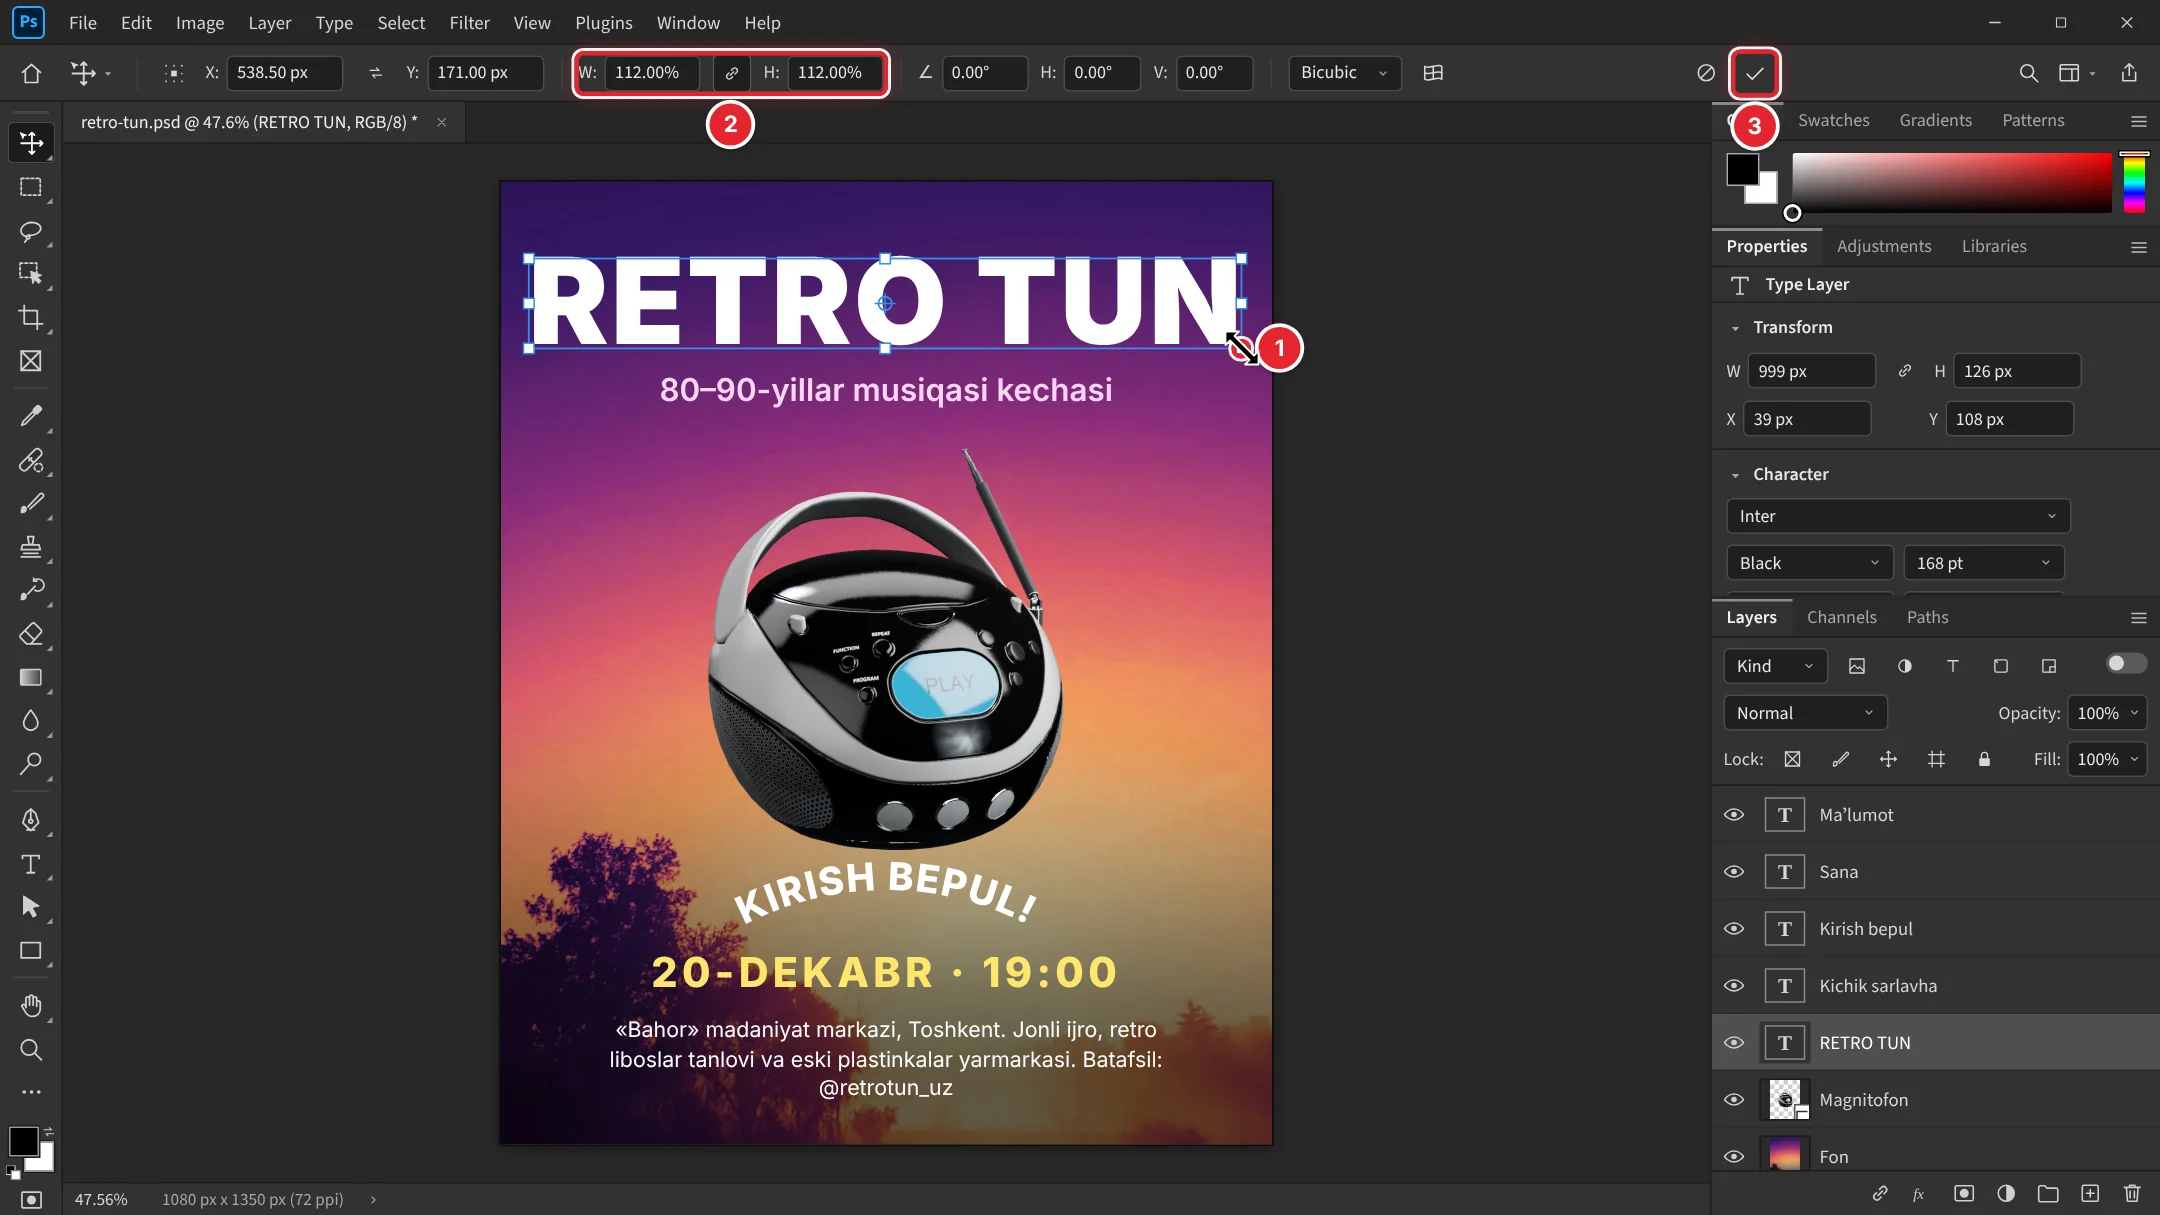 Ps File Edit Image Layer Type Select Filter View Plugins Window Help
X: 538.50 px Y: 171.00 px W: 112.00% H: 112.00% 0.00° H: 0.00° V: 0.00° Bicubic
2
3
retro-tun.psd @ 47.6% (RETRO TUN, RGB/8) *
Swatches Gradients Patterns
RETRO TUN
1
80–90-yillar musiqasi kechasi
REPEAT
FUNCTION
PROGRAM
PLAY
KIRISH BEPUL!
20-DEKABR · 19:00
«Bahor» madaniyat markazi, Toshkent. Jonli ijro, retro
liboslar tanlovi va eski plastinkalar yarmarkasi. Batafsil:
@retrotun_uz
Properties Adjustments Libraries
Type Layer
Transform
W 999 px H 126 px
X 39 px Y 108 px
Character
Inter
Black 168 pt
Layers Channels Paths
Kind
Normal Opacity: 100%
Lock: Fill: 100%
T Ma’lumot
T Sana
T Kirish bepul
T Kichik sarlavha
T RETRO TUN
Magnitofon
Fon
fx
47.56% 1080 px x 1350 px (72 ppi)